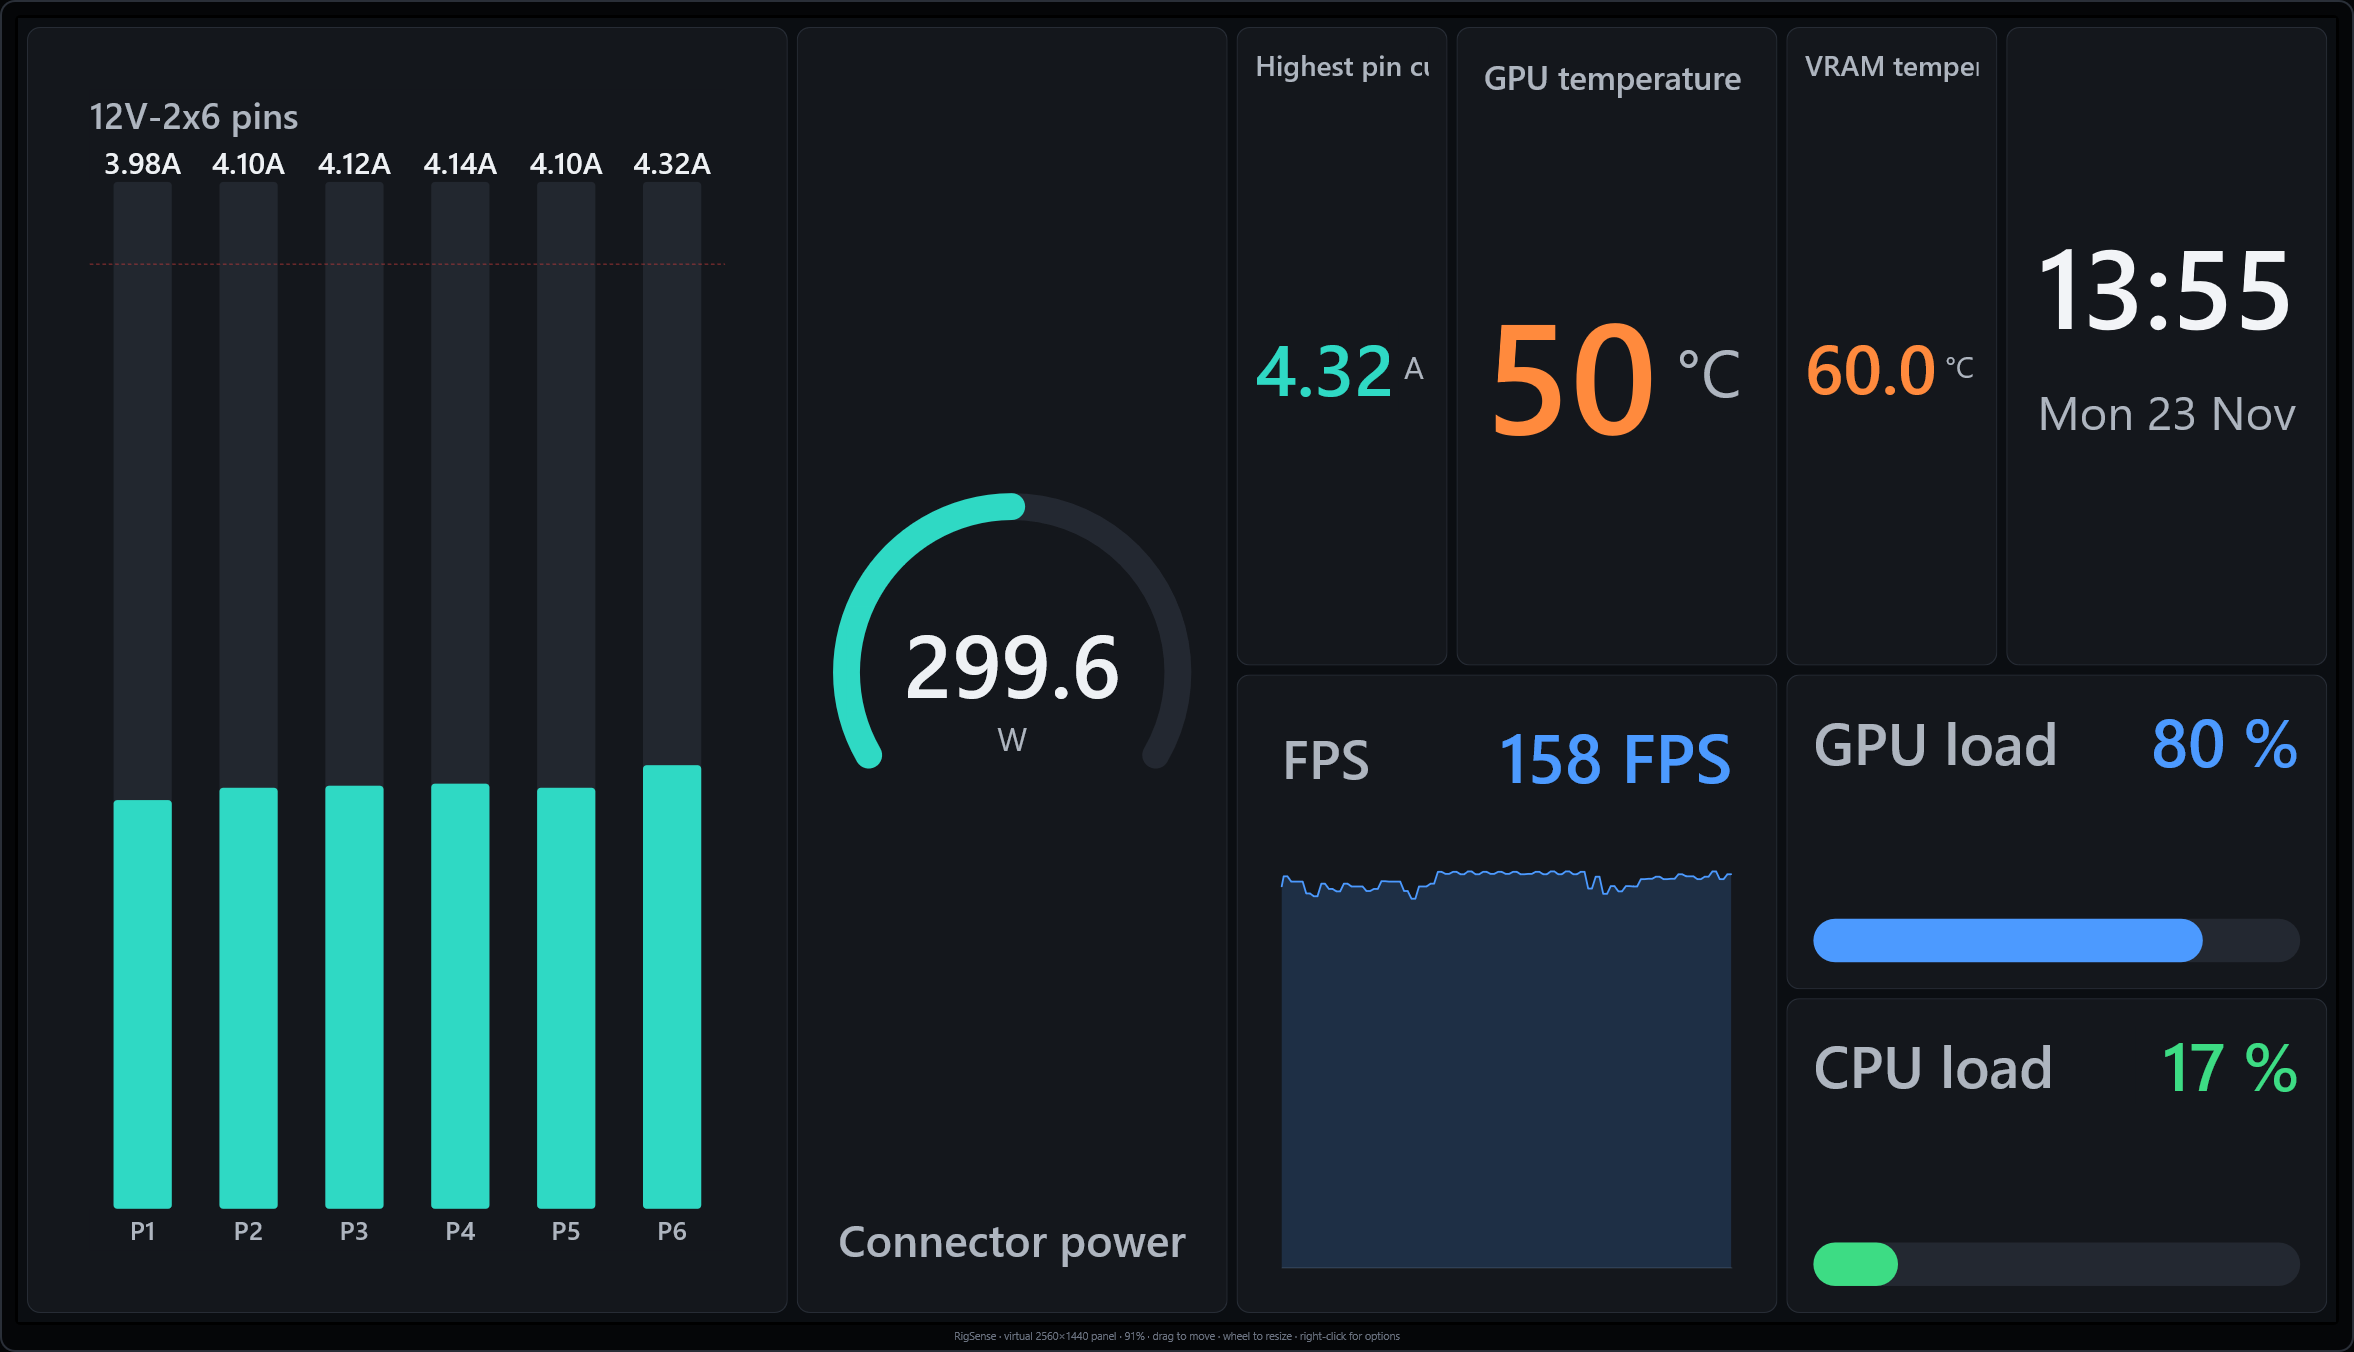 12V-2x6 pins
3.98A 4.10A 4.12A 4.14A 4.10A 4.32A
P1 P2 P3 P4 P5 P6
299.6
W
Connector power
Highest pin cu
4.32 A
GPU temperature
50 °C
VRAM temper
60.0 °C
13:55
Mon 23 Nov
FPS 158 FPS
GPU load 80 %
CPU load 17 %
RigSense · virtual 2560×1440 panel · 91% · drag to move · wheel to resize · right-click for options